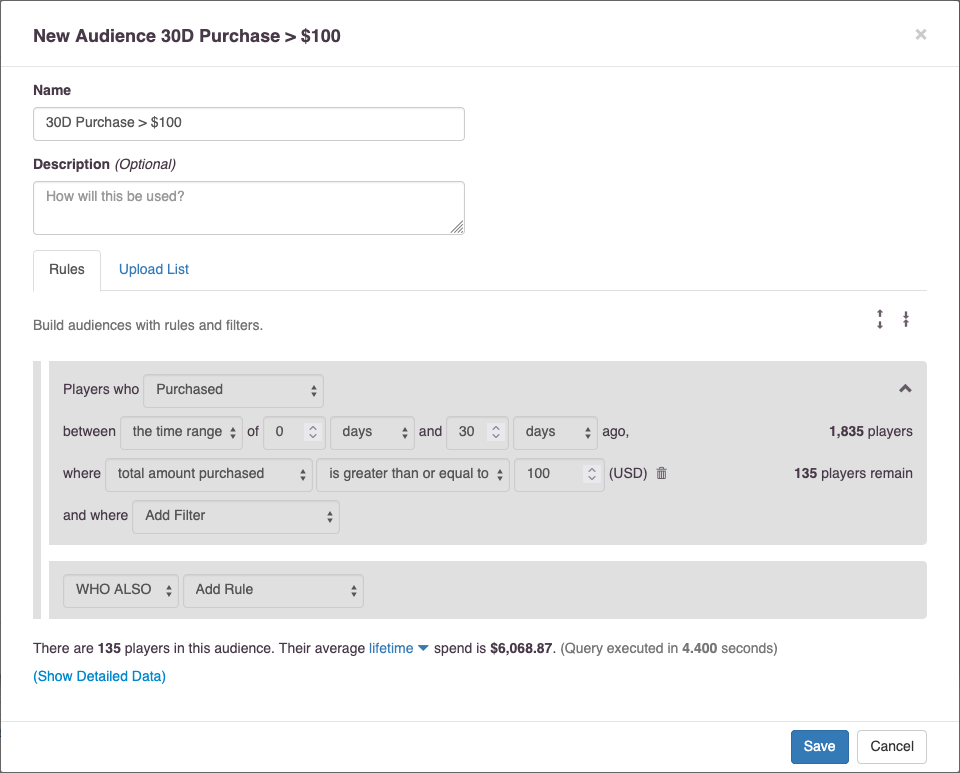 New Audience 30D Purchase > $100 ×
Name
30D Purchase > $100
Description (Optional)
How will this be used?
Rules Upload List
Build audiences with rules and filters.
Players who Purchased
between the time range of 0 days and 30 days ago, 1,835 players
where total amount purchased is greater than or equal to 100 (USD) 135 players remain
and where Add Filter
WHO ALSO Add Rule
There are 135 players in this audience. Their average lifetime spend is $6,068.87. (Query executed in 4.400 seconds)
(Show Detailed Data)
Save Cancel